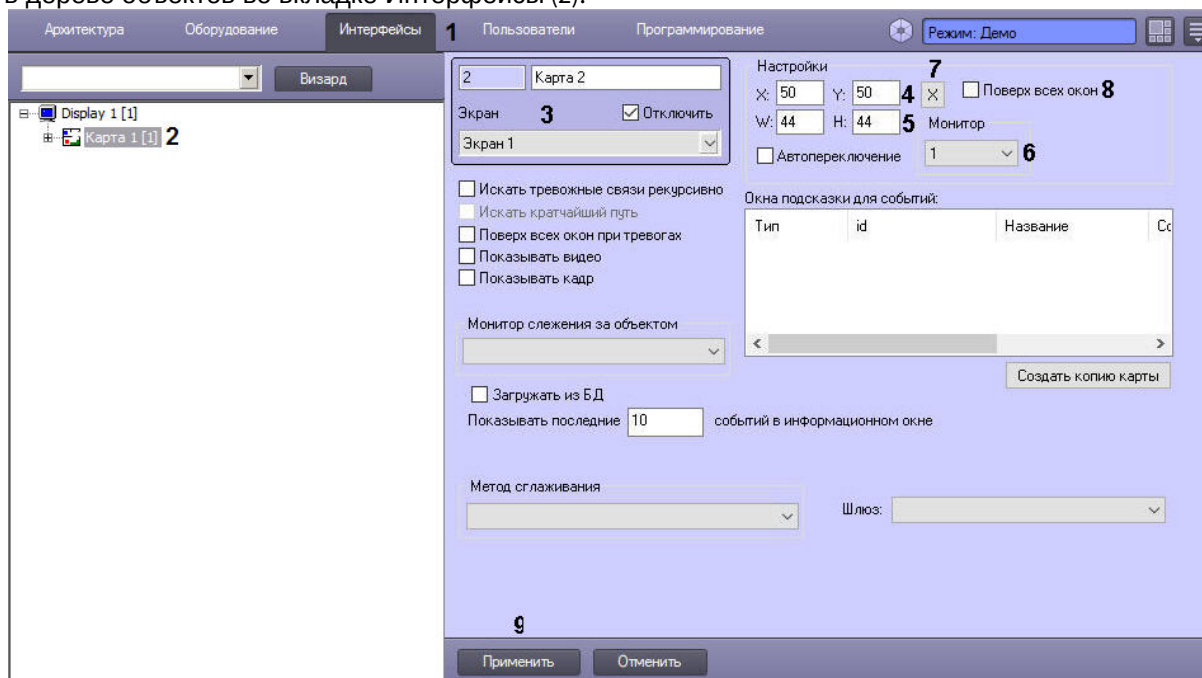 в дереве объектов во вкладке Интерфейсы (2).
Архитектура Оборудование Интерфейсы 1 Пользователи Программирование Режим: Демо
Визард
Display 1 [1]
Карта 1 [1] 2
2 Карта 2
Экран 3 Отключить
Экран 1
Настройки 7
X: 50 Y: 50 4 X Поверх всех окон 8
W: 44 H: 44 5 Монитор
Автопереключение 1 6
Искать тревожные связи рекурсивно
Искать кратчайший путь
Поверх всех окон при тревогах
Показывать видео
Показывать кадр
Окна подсказки для событий:
Тип id Название Сс
Монитор слежения за объектом
Создать копию карты
Загружать из БД
Показывать последние 10 событий в информационном окне
Метод сглаживания
Шлюз:
9
Применить Отменить